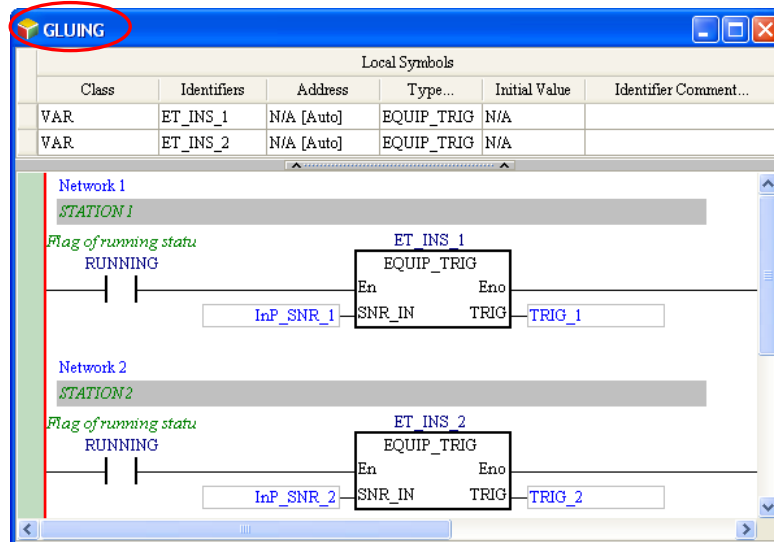 GLUING
Local Symbols
Class Identifiers Address Type... Initial Value Identifier Comment...
VAR ET_INS_1 N/A [Auto] EQUIP_TRIG N/A
VAR ET_INS_2 N/A [Auto] EQUIP_TRIG N/A
Network 1
STATION 1
Flag of running statu ET_INS_1
RUNNING EQUIP_TRIG
En Eno
InP_SNR_1 SNR_IN TRIG TRIG_1
Network 2
STATION 2
Flag of running statu ET_INS_2
RUNNING EQUIP_TRIG
En Eno
InP_SNR_2 SNR_IN TRIG TRIG_2